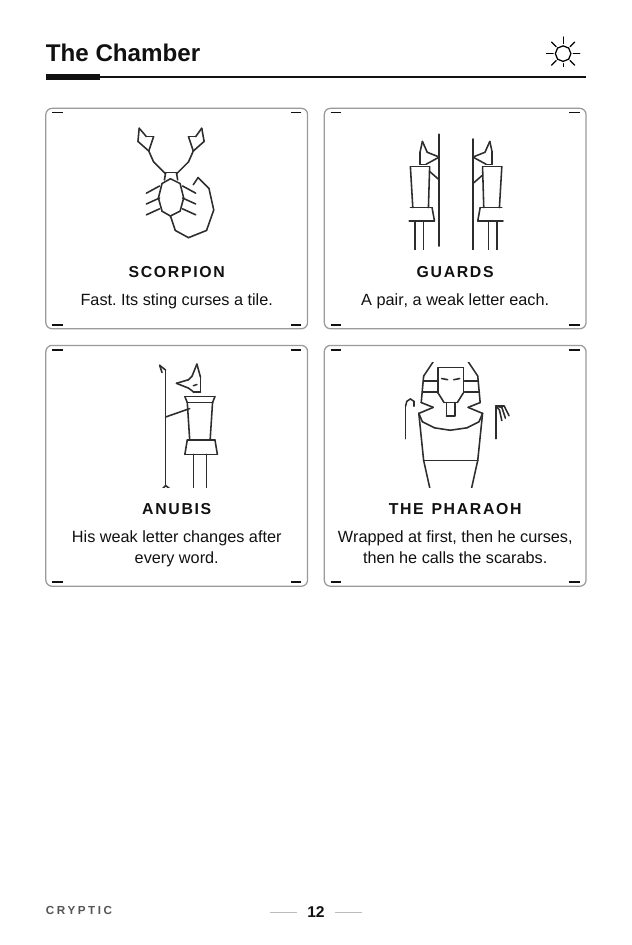 The Chamber
SCORPION
Fast. Its sting curses a tile.
GUARDS
A pair, a weak letter each.
ANUBIS
His weak letter changes after
every word.
THE PHARAOH
Wrapped at first, then he curses,
then he calls the scarabs.
CRYPTIC
12